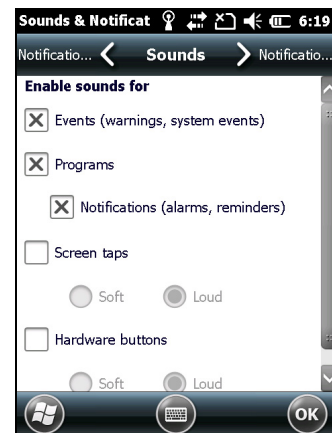 Sounds & Notificat 6:19
Notificatio... Sounds Notificatio...
Enable sounds for
Events (warnings, system events)
Programs
Notifications (alarms, reminders)
Screen taps
Soft Loud
Hardware buttons
Soft Loud
OK